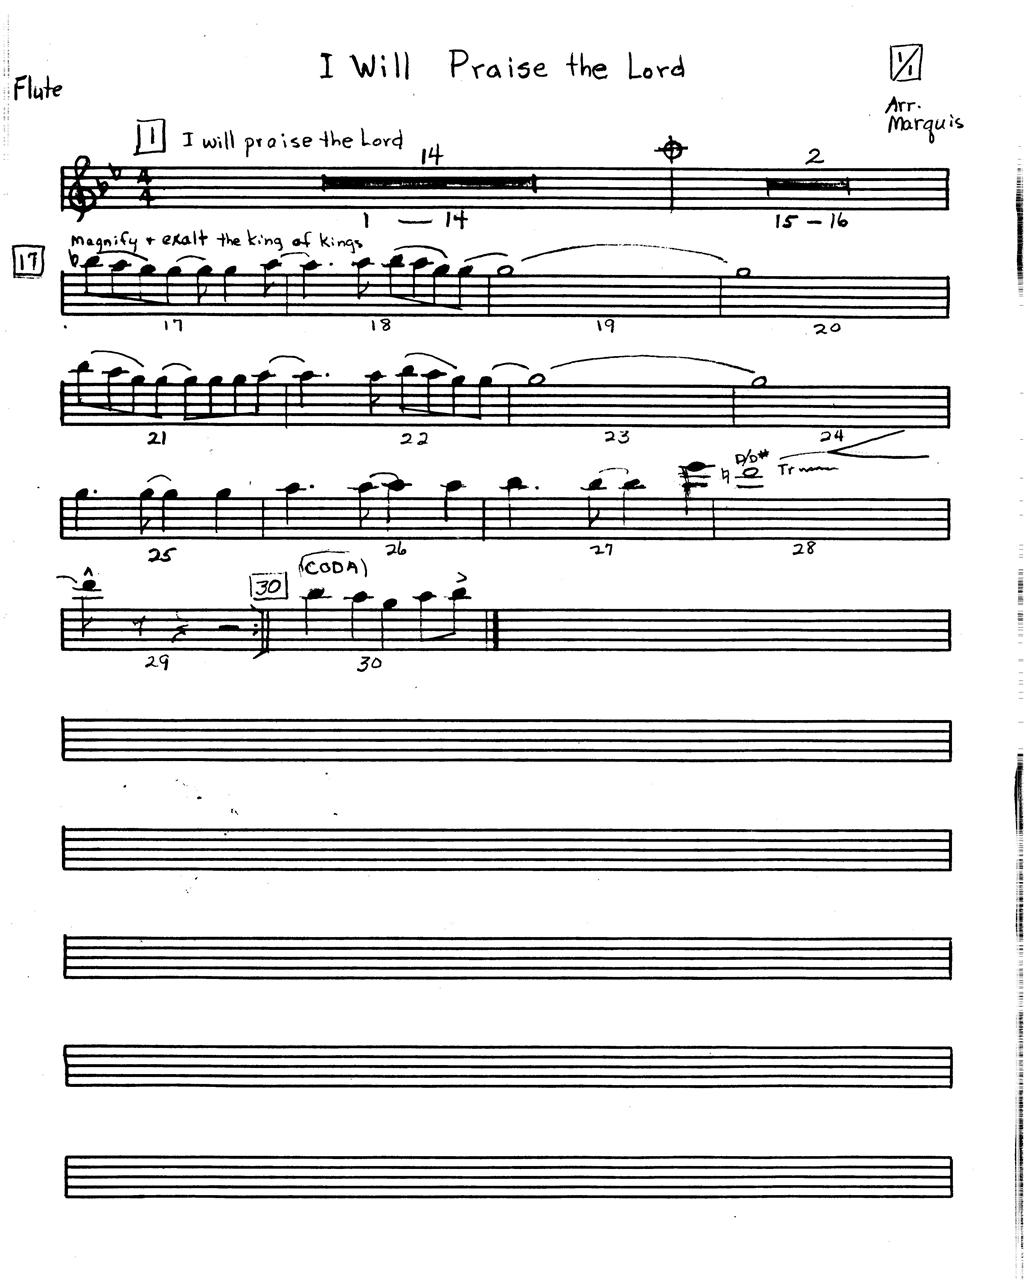 I Will Praise the Lord
1/1
Flute
Arr.
Marquis
1 I will praise the Lord
14 2
4
4
1 — 14 15 - 16
Magnify + exalt the king of kings
17
17 18 19 20
21 22 23 24
D/D# Tr
25 26 27 28
30 CODA
29 30